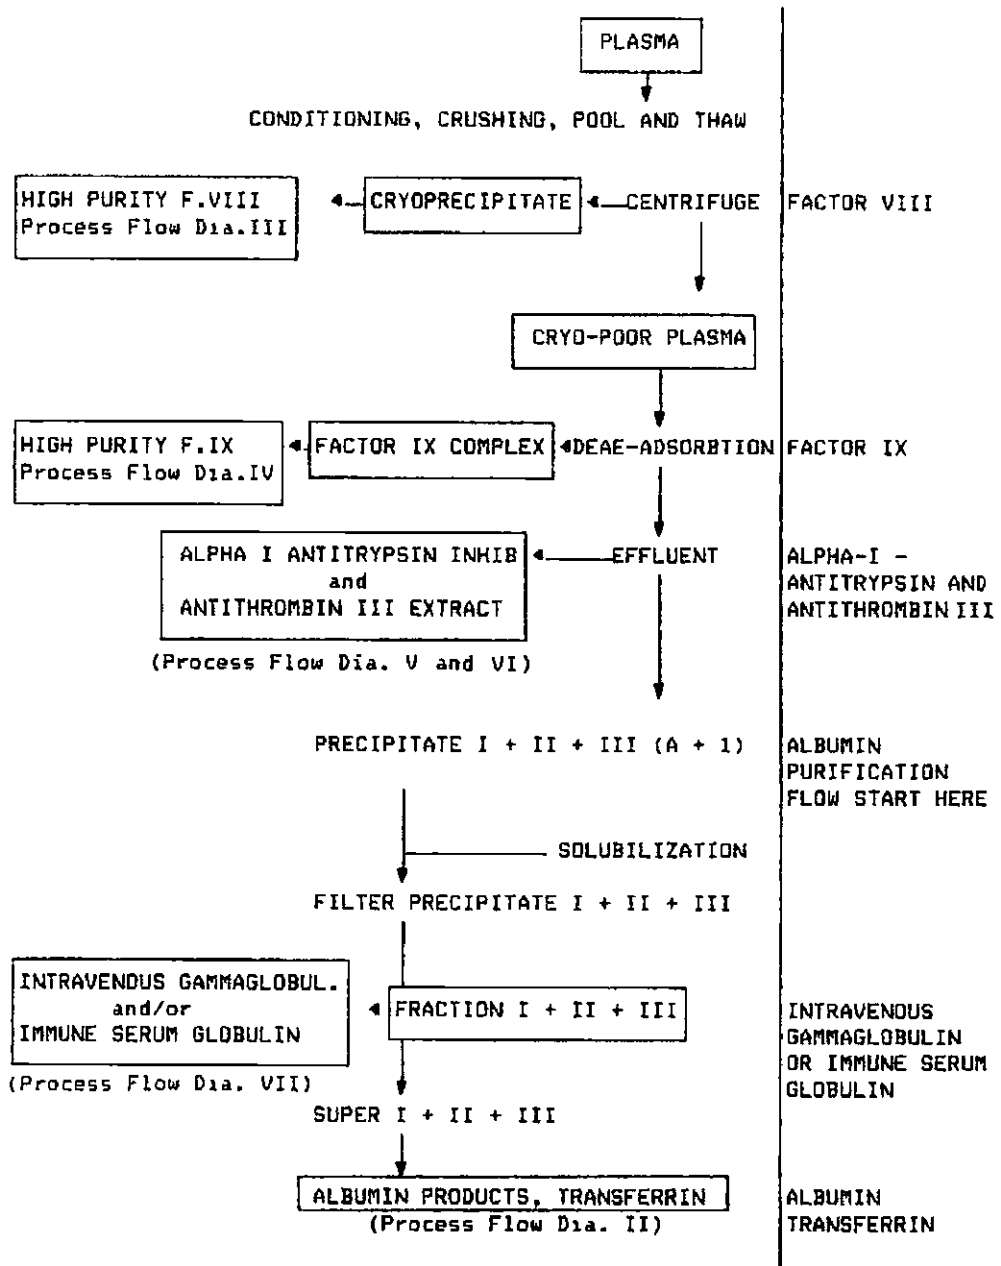 PLASMA
CONDITIONING, CRUSHING, POOL AND THAW
HIGH PURITY F.VIII
Process Flow Dia.III
CRYOPRECIPITATE
CENTRIFUGE
FACTOR VIII
CRYO-POOR PLASMA
HIGH PURITY F.IX
Process Flow Dia.IV
FACTOR IX COMPLEX
DEAE-ADSORBTION
FACTOR IX
ALPHA I ANTITRYPSIN INHIB
and
ANTITHROMBIN III EXTRACT
(Process Flow Dia. V and VI)
EFFLUENT
ALPHA-I -
ANTITRYPSIN AND
ANTITHROMBIN III
PRECIPITATE I + II + III (A + 1)
ALBUMIN
PURIFICATION
FLOW START HERE
SOLUBILIZATION
FILTER PRECIPITATE I + II + III
INTRAVENOUS GAMMAGLOBUL.
and/or
IMMUNE SERUM GLOBULIN
(Process Flow Dia. VII)
FRACTION I + II + III
INTRAVENOUS
GAMMAGLOBULIN
OR IMMUNE SERUM
GLOBULIN
SUPER I + II + III
ALBUMIN PRODUCTS, TRANSFERRIN
(Process Flow Dia. II)
ALBUMIN
TRANSFERRIN